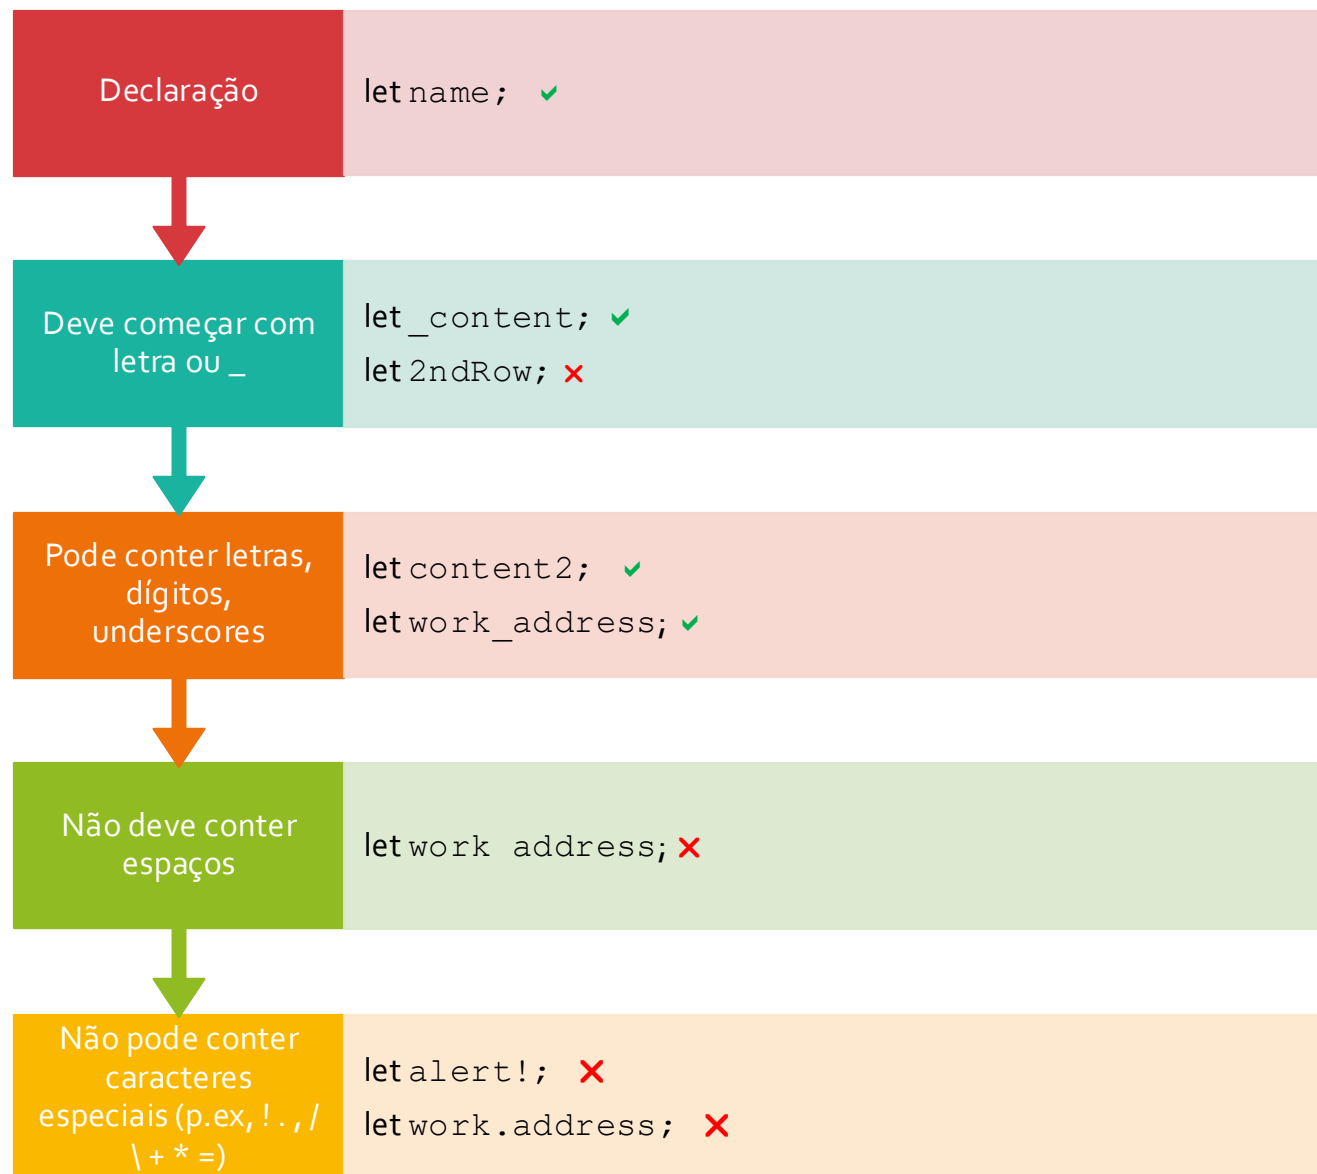 Declaração
let name;
Deve começar com
letra ou _
let _content;
let 2ndRow;
Pode conter letras,
dígitos,
underscores
let content2;
let work_address;
Não deve conter
espaços
let work address;
Não pode conter
caracteres
especiais (p.ex, ! . , /
\ + * =)
let alert!;
let work.address;